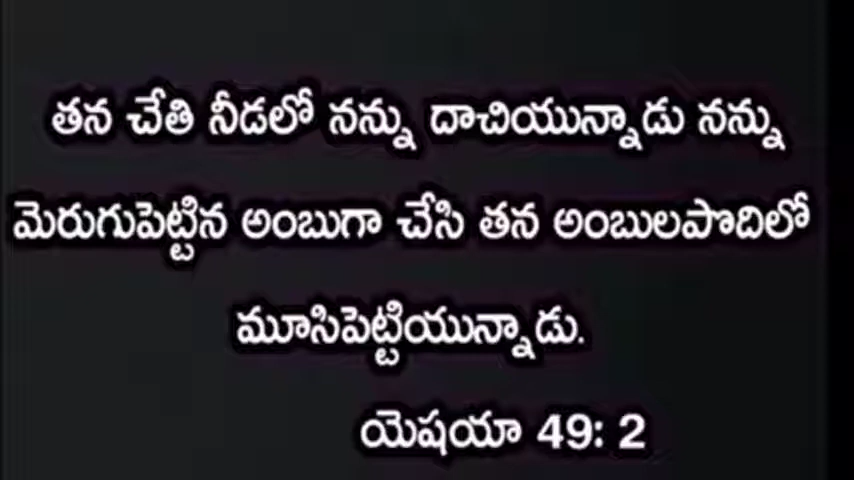 తన చేతి నీడలో నన్ను దాచియున్నాడు నన్ను
మెరుగుపెట్టిన అంబుగా చేసి తన అంబులపొదిలో
మూసిపెట్టియున్నాడు.
యెషయా 49: 2